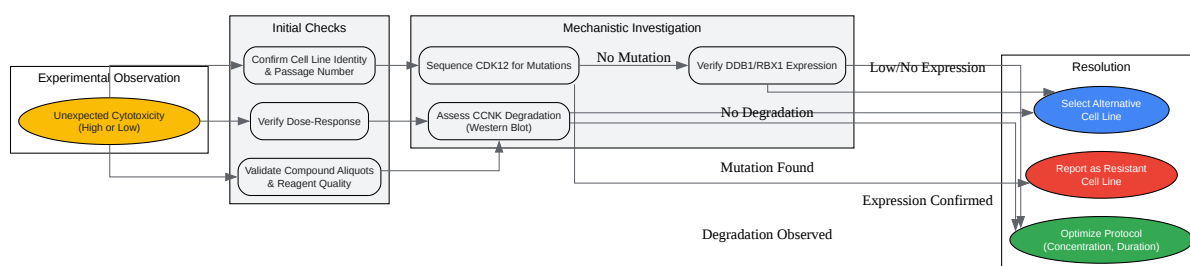 Experimental Observation
Unexpected Cytotoxicity
(High or Low)
Initial Checks
Confirm Cell Line Identity
& Passage Number
Verify Dose-Response
Validate Compound Aliquots
& Reagent Quality
Mechanistic Investigation
Sequence CDK12 for Mutations
No Mutation
Verify DDB1/RBX1 Expression
Assess CCNK Degradation
(Western Blot)
Low/No Expression
No Degradation
Mutation Found
Expression Confirmed
Degradation Observed
Resolution
Select Alternative
Cell Line
Report as Resistant
Cell Line
Optimize Protocol
(Concentration, Duration)